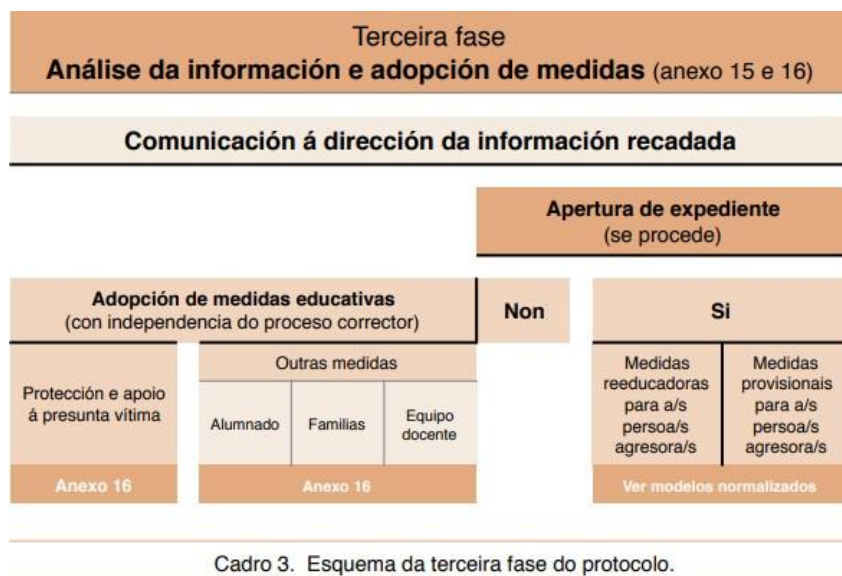 Terceira fase
Análise da información e adopción de medidas (anexo 15 e 16)
Comunicación á dirección da información recadada
Apertura de expediente
(se procede)
Adopción de medidas educativas
(con independencia do proceso corrector)
Non
Si
Protección e apoio
á presunta vítima
Outras medidas
Alumnado
Familias
Equipo
docente
Medidas
reeducadoras
para a/s
persoa/s
agresora/s
Medidas
provisionais
para a/s
persoa/s
agresora/s
Anexo 16
Anexo 16
Ver modelos normalizados
Cadro 3. Esquema da terceira fase do protocolo.